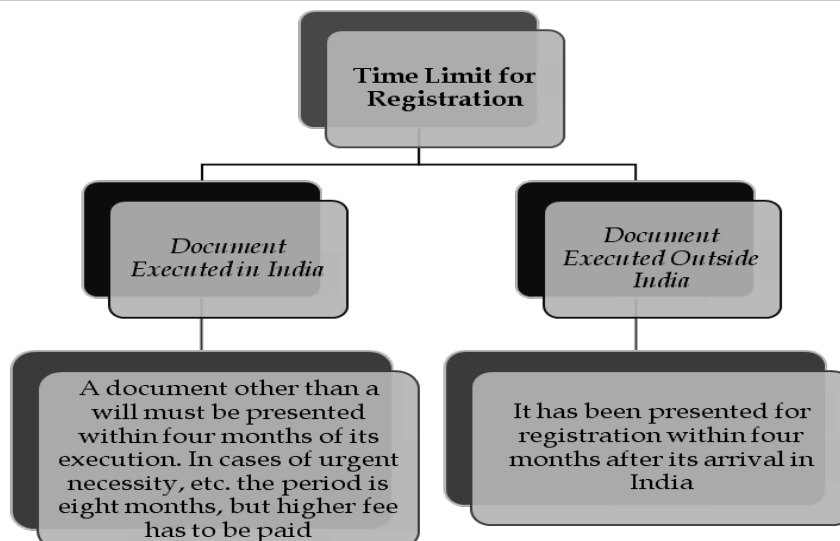 Time Limit for
Registration
Document
Executed in India
Document
Executed Outside
India
A document other than a
will must be presented
within four months of its
execution. In cases of urgent
necessity, etc. the period is
eight months, but higher fee
has to be paid
It has been presented for
registration within four
months after its arrival in
India